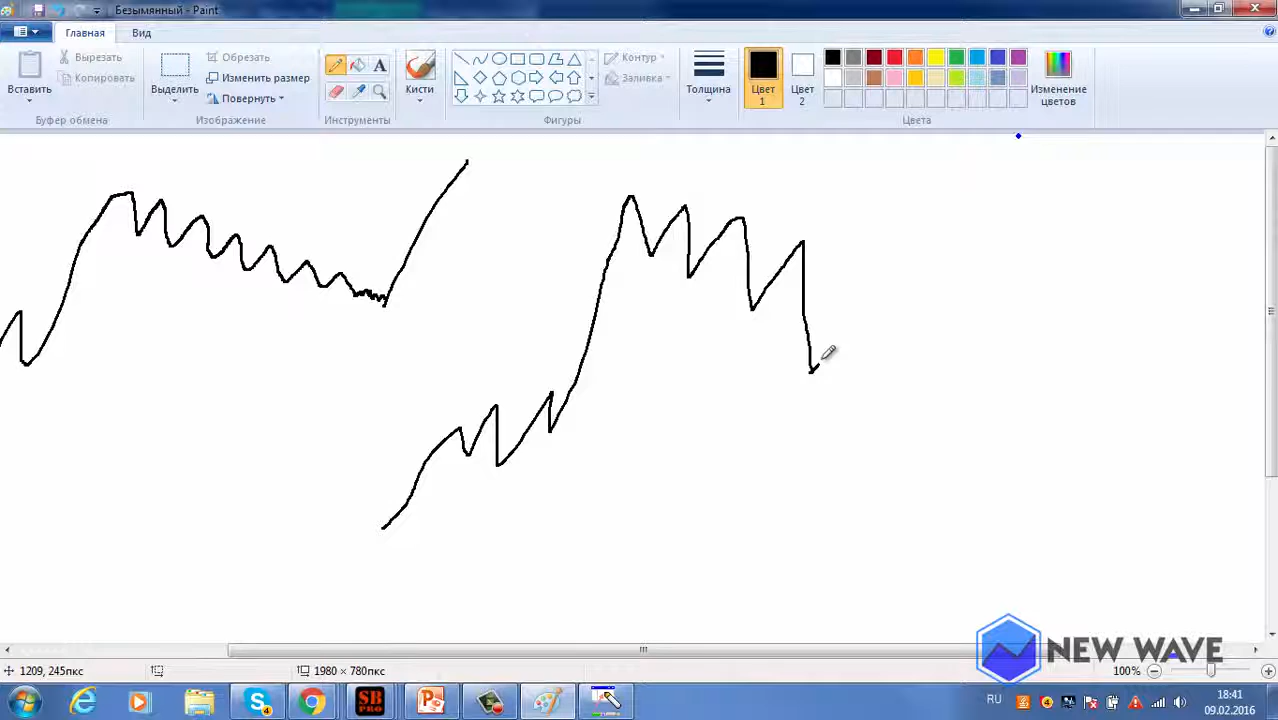 Безымянный - Paint
Главная
Вид
Вставить
Вырезать
Копировать
Буфер обмена
Выделить
Обрезать
Изменить размер
Повернуть
Изображение
Инструменты
Кисти
Контур
Заливка
Фигуры
Толщина
Цвет
1
Цвет
2
Изменение
цветов
Цвета
1209, 245пкс
1980 × 780пкс
100%
NEW WAVE
SB
PRO
RU
18:41
09.02.2016